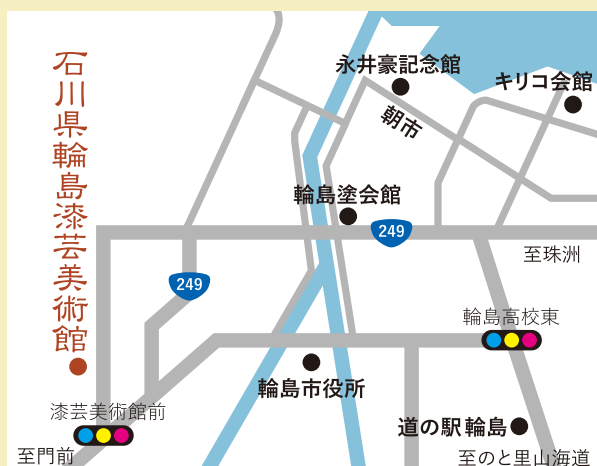 石川県輪島漆芸美術館
永井豪記念館
キリコ会館
朝市
輪島塗会館
249
至珠洲
249
輪島高校東
輪島市役所
漆芸美術館前
道の駅輪島
至門前
至のと里山海道